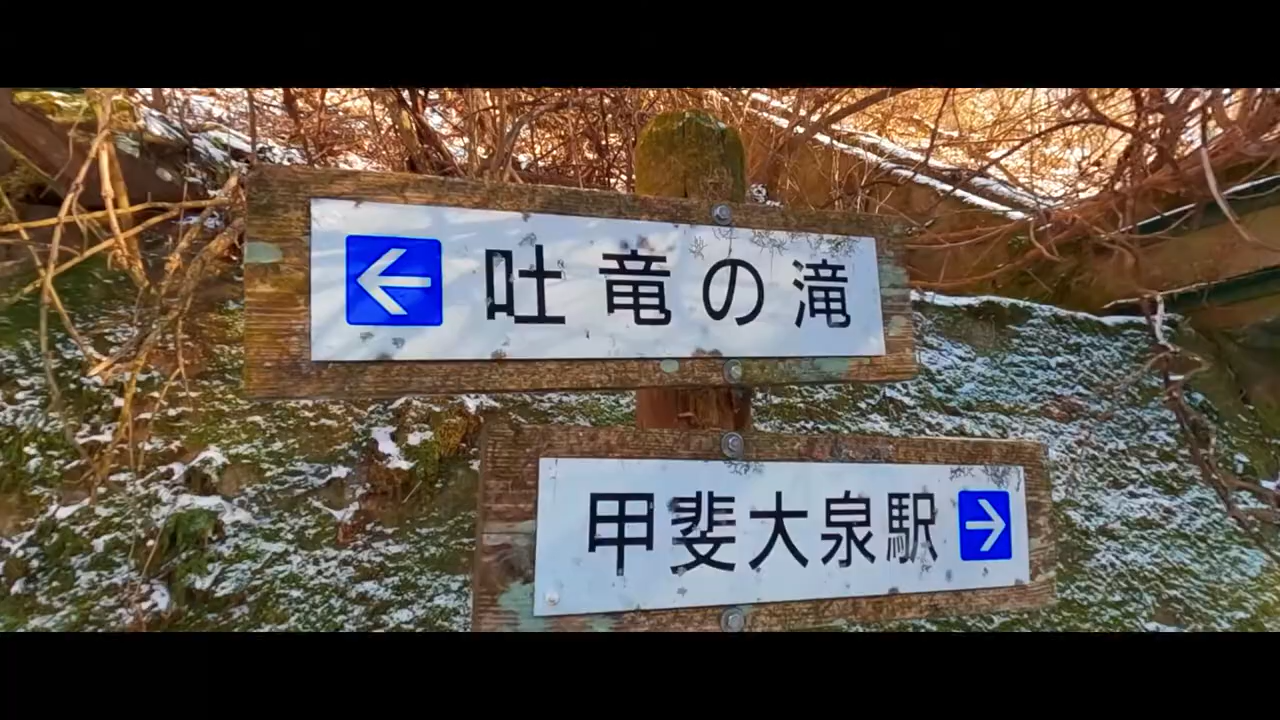 ← 吐竜の滝
甲斐大泉駅 →